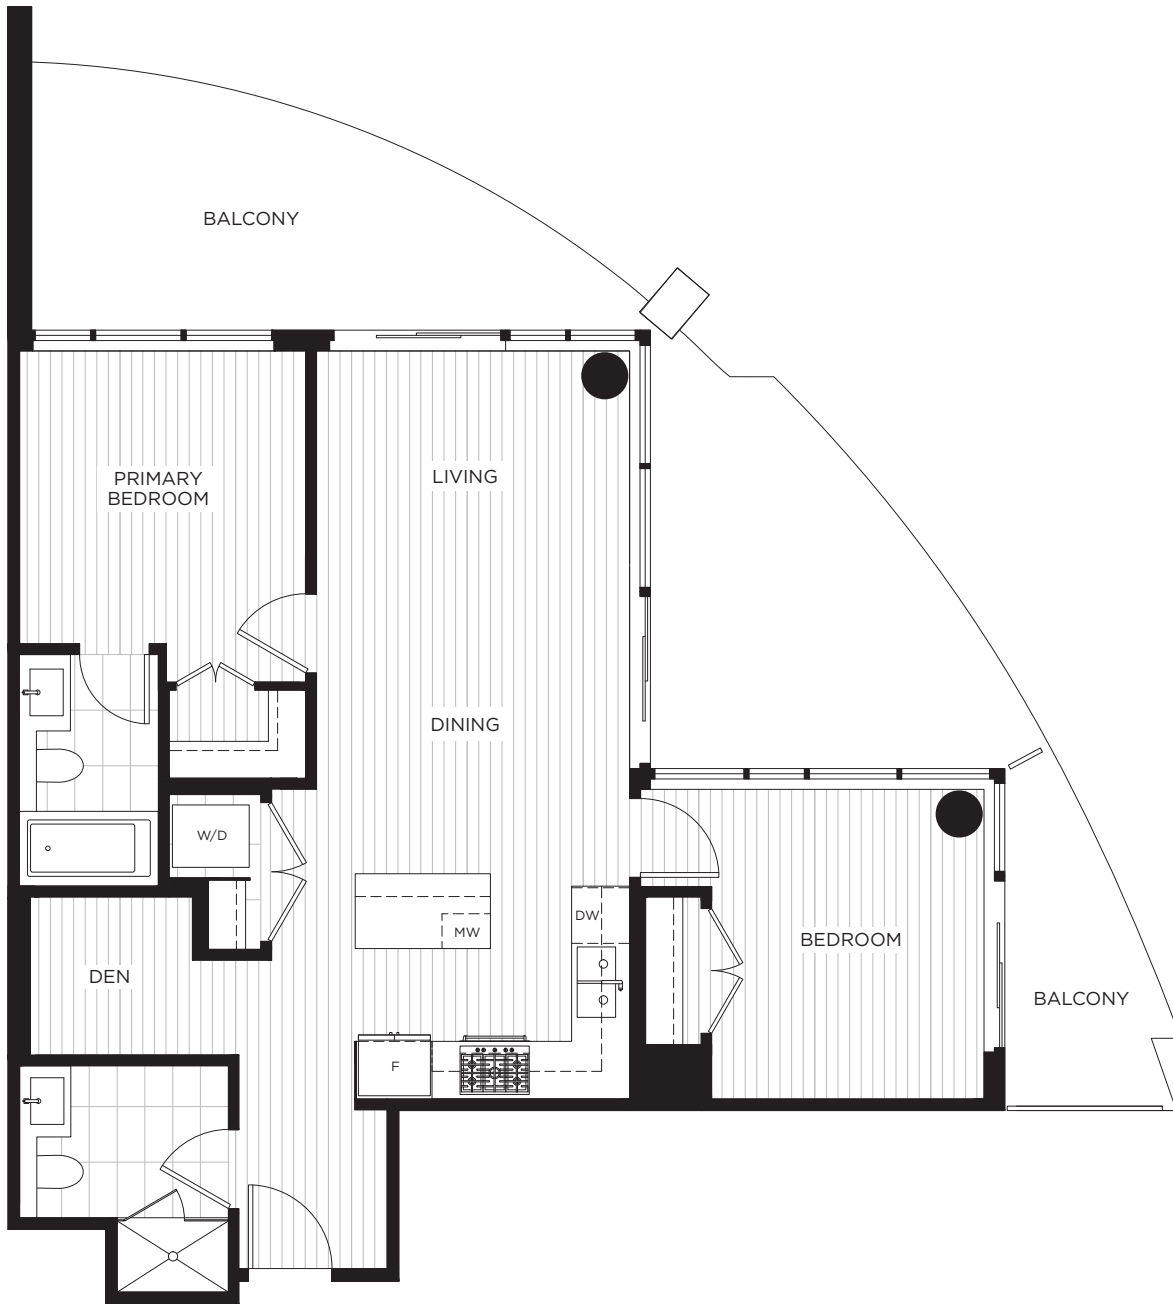 BALCONY
PRIMARY
BEDROOM
LIVING
DINING
W/D
MW
DW
BEDROOM
DEN
BALCONY
F